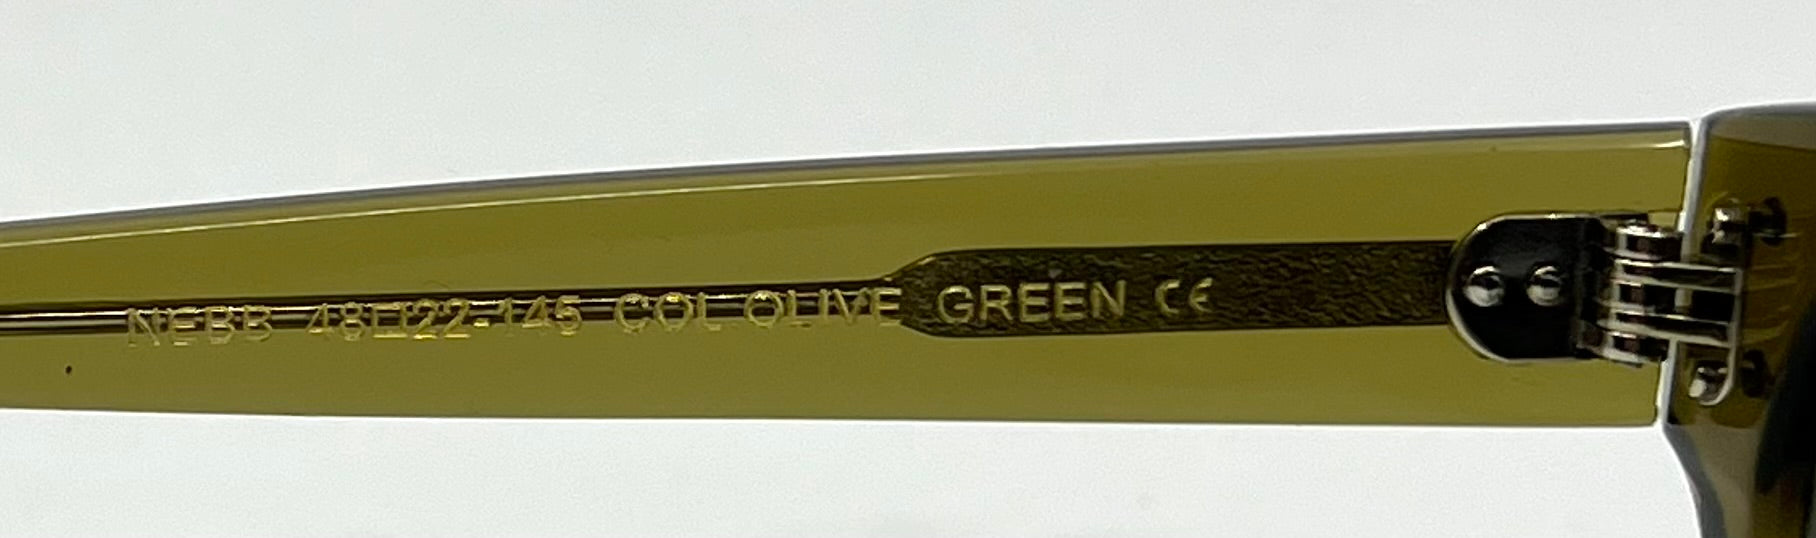 NEBB 48□22-145 COL OLIVE GREEN CE